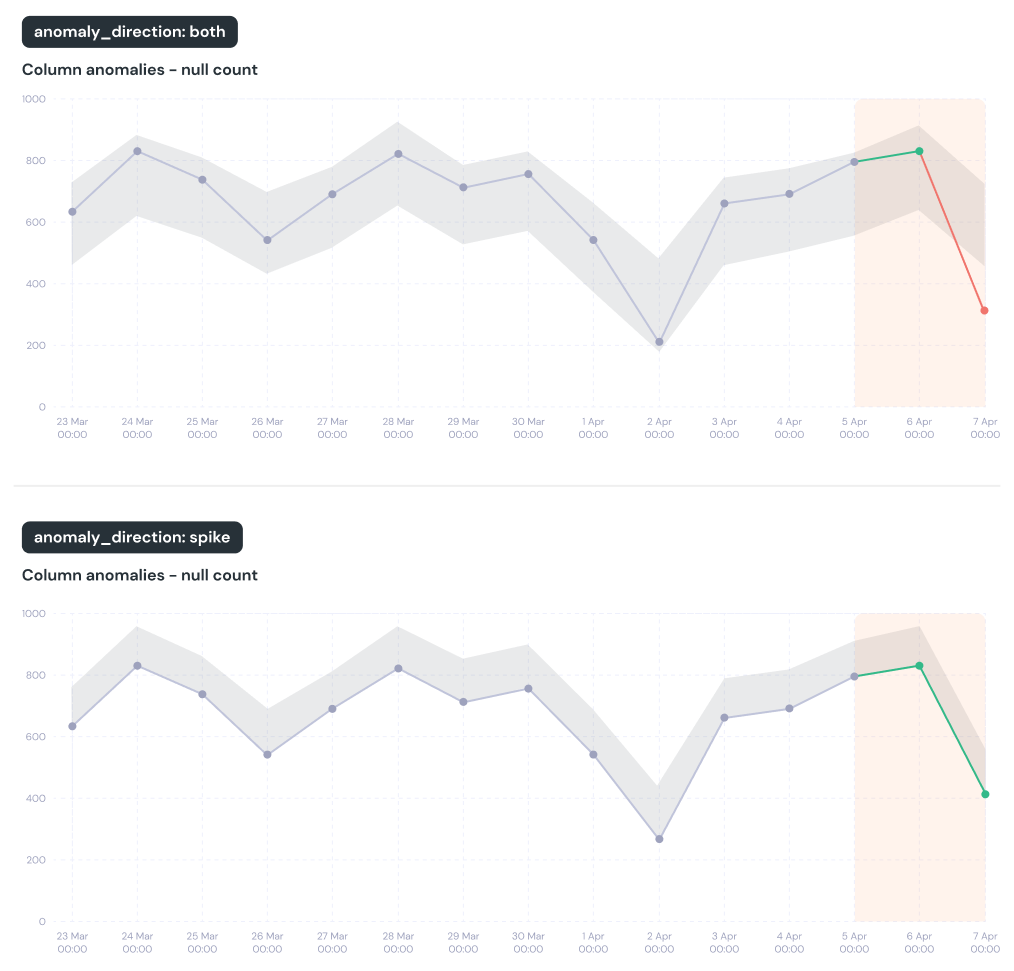 anomaly_direction: both
Column anomalies - null count
1000
800
600
400
200
0
23 Mar 24 Mar 25 Mar 26 Mar 27 Mar 28 Mar 29 Mar 30 Mar 1 Apr 2 Apr 3 Apr 4 Apr 5 Apr 6 Apr 7 Apr
00:00 00:00 00:00 00:00 00:00 00:00 00:00 00:00 00:00 00:00 00:00 00:00 00:00 00:00 00:00
anomaly_direction: spike
Column anomalies - null count
1000
800
600
400
200
0
23 Mar 24 Mar 25 Mar 26 Mar 27 Mar 28 Mar 29 Mar 30 Mar 1 Apr 2 Apr 3 Apr 4 Apr 5 Apr 6 Apr 7 Apr
00:00 00:00 00:00 00:00 00:00 00:00 00:00 00:00 00:00 00:00 00:00 00:00 00:00 00:00 00:00